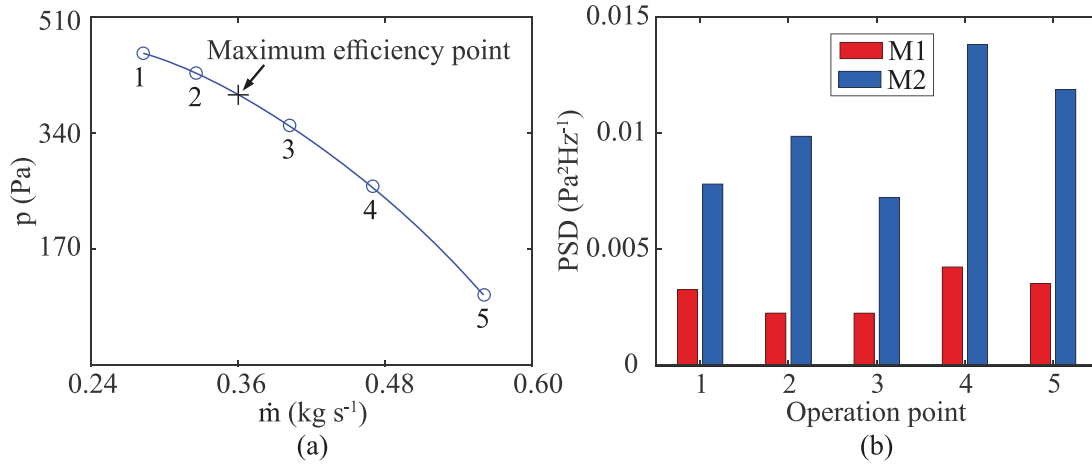 510
340
170
p (Pa)
Maximum efficiency point
1
2
3
4
5
0.24
0.36
0.48
0.60
ṁ (kg s⁻¹)
(a)
0.015
0.01
0.005
0
PSD (Pa²Hz⁻¹)
M1
M2
1
2
3
4
5
Operation point
(b)